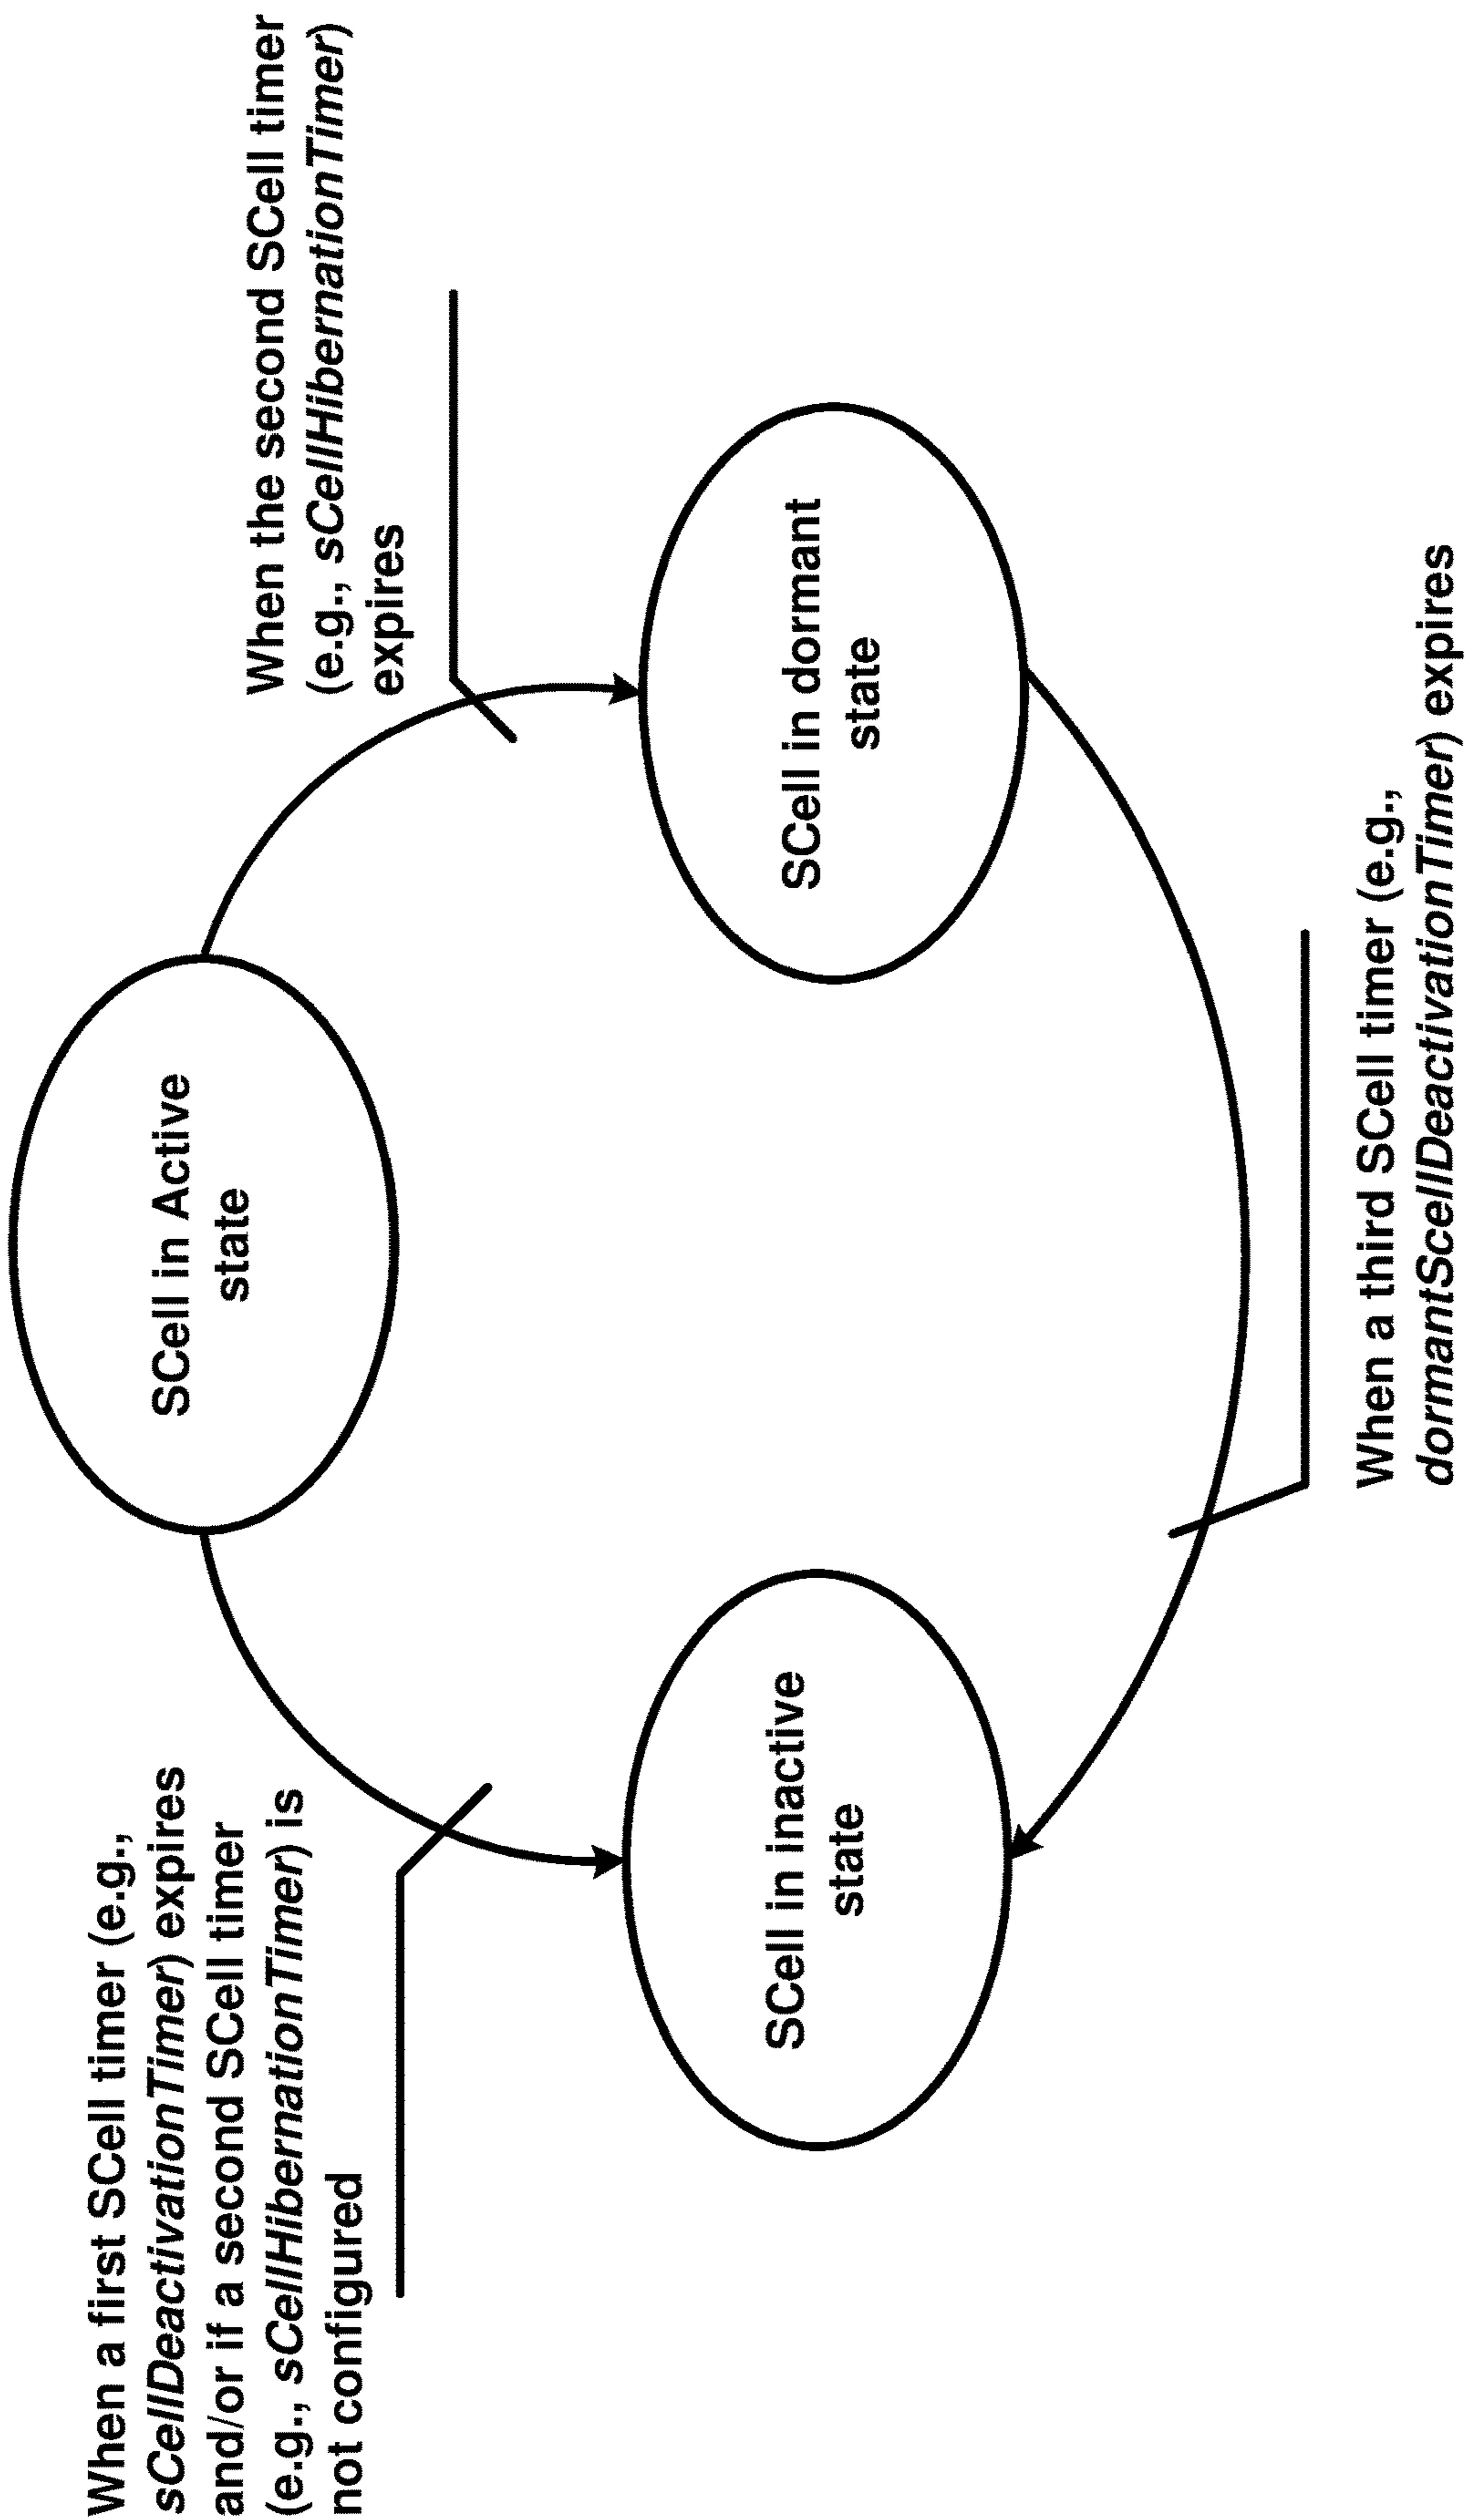 When a first SCell timer (e.g.,
sCellDeactivationTimer) expires
and/or if a second SCell timer
(e.g., sCellHibernationTimer) is
not configured
SCell in Active
state
When the second SCell timer
(e.g., sCellHibernationTimer)
expires
SCell in inactive
state
SCell in dormant
state
When a third SCell timer (e.g.,
dormantScellDeactivationTimer) expires